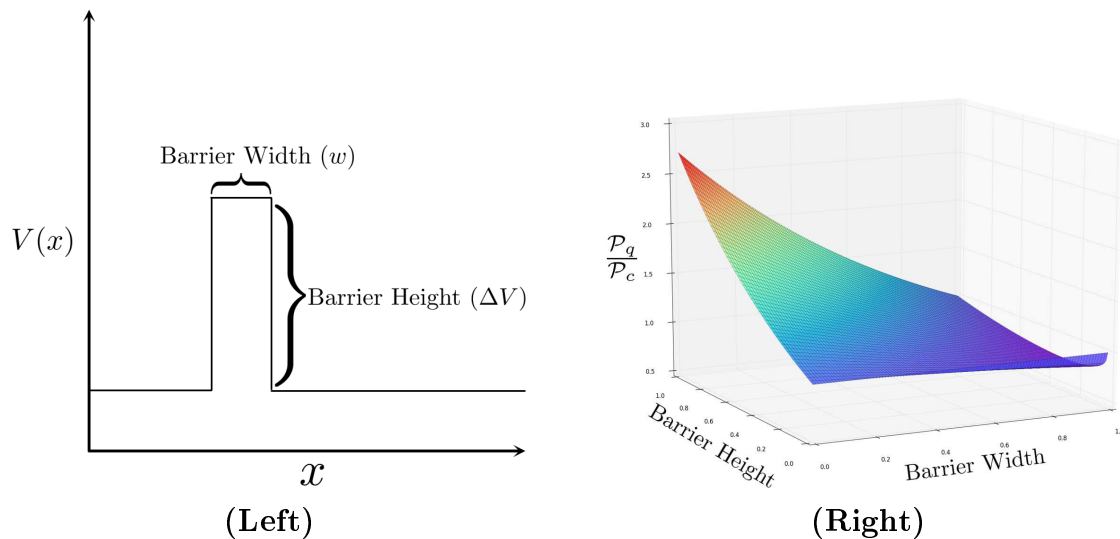 Barrier Width (w)
V(x)
Barrier Height (ΔV)
x
(Left)
3.0
2.5
2.0
1.5
1.0
0.5
𝒫q
𝒫c
1.0
0.8
0.6
0.4
0.2
0.0
Barrier Height
0.0
0.2
0.4
0.6
0.8
Barrier Width
(Right)